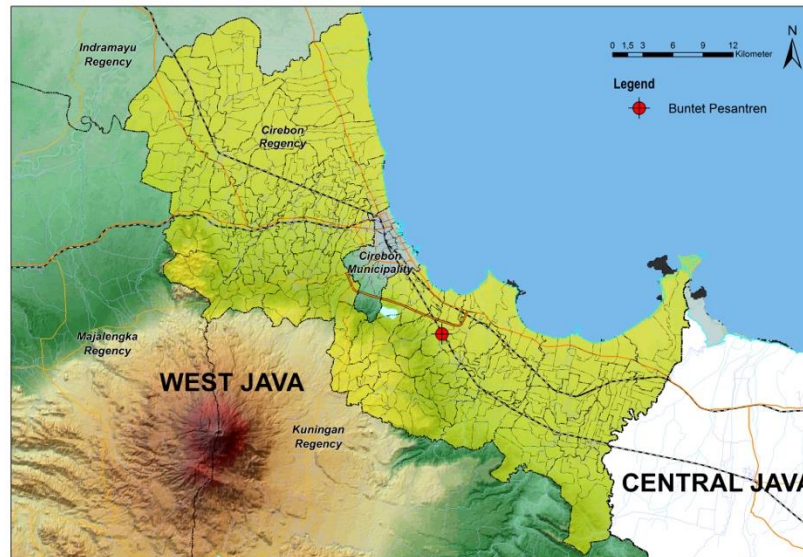 Indramayu
Regency
N
0 1,5 3 6 9 12
Kilometer
Legend
Buntet Pesantren
Cirebon
Regency
Cirebon
Municipality
Majalengka
Regency
WEST JAVA
Kuningan
Regency
CENTRAL JAVA